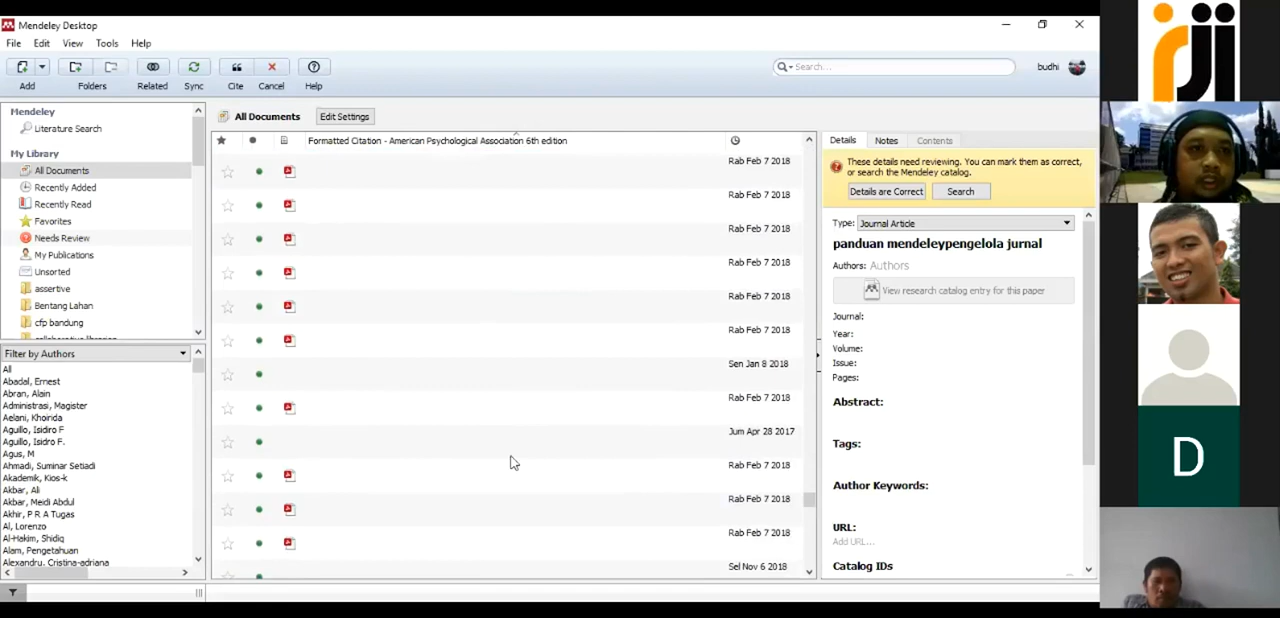 Mendeley Desktop
File Edit View Tools Help
Add Folders Related Sync Cite Cancel Help
Search...
budhi
Mendeley
Literature Search
My Library
All Documents
Recently Added
Recently Read
Favorites
Needs Review
My Publications
Unsorted
assertive
Bentang Lahan
cfp bandung
Filter by Authors
All
Abadal, Ernest
Abran, Alain
Administrasi, Magister
Aelani, Khoirida
Aguillo, Isidro F
Aguillo, Isidro F.
Agus, M
Ahmadi, Suminar Setiadi
Akademik, Kios-k
Akbar, Ali
Akbar, Meidi Abdul
Akhir, P R A Tugas
Al, Lorenzo
Al-Hakim, Shidiq
Alam, Pengetahuan
Alexandru, Cristina-adriana
All Documents Edit Settings
Formatted Citation - American Psychological Association 6th edition
Rab Feb 7 2018
Rab Feb 7 2018
Rab Feb 7 2018
Rab Feb 7 2018
Rab Feb 7 2018
Rab Feb 7 2018
Sen Jan 8 2018
Rab Feb 7 2018
Jum Apr 28 2017
Rab Feb 7 2018
Rab Feb 7 2018
Rab Feb 7 2018
Sel Nov 6 2018
Details Notes Contents
These details need reviewing. You can mark them as correct,
or search the Mendeley catalog.
Details are Correct Search
Type: Journal Article
panduan mendeleypengelola jurnal
Authors: Authors
View research catalog entry for this paper
Journal:
Year:
Volume:
Issue:
Pages:
Abstract:
Tags:
Author Keywords:
URL:
Add URL...
Catalog IDs
rji
D